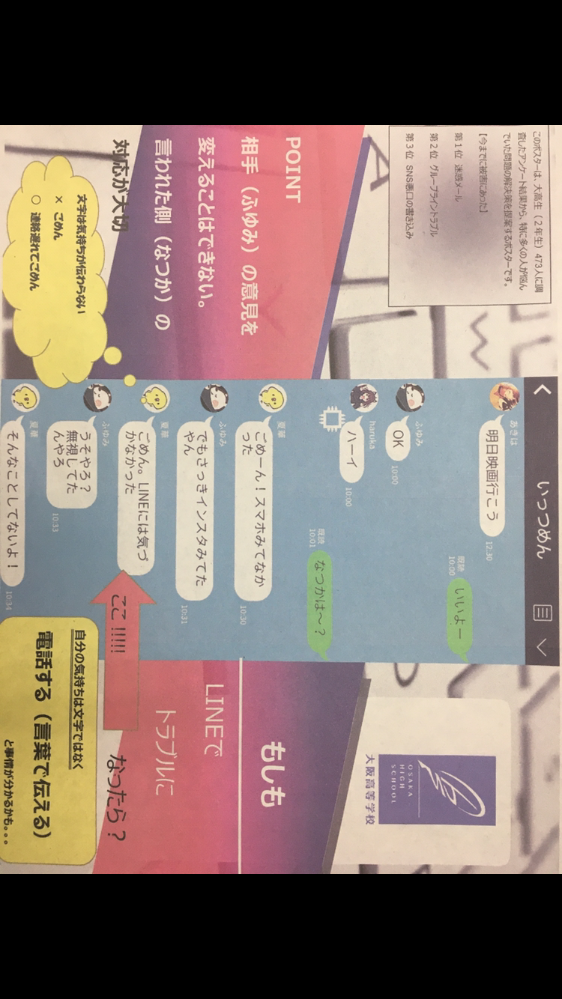 このポスターは、大高生（２年生）473人に調
査したアンケート結果から、特に多くの人が悩ん
でいた問題の解決策を提案するポスターです。
【今までに被害にあった】
第１位 迷惑メール
第２位 グループライントラブル
第３位 SNS悪口の書き込み
POINT
相手（ふゆみ）の意見を
変えることはできない。
言われた側（なつか）の
対応が大切
文字は気持ちが伝わらない
× ごめん
○ 連絡遅れてごめん
いっつめん
あきは
明日映画行こう
12:30
いいよー
既読
10:00
ふゆみ
OK
10:00
haruka
ハーイ
10:00
なつかは〜？
既読
10:01
夏華
ごめーん！スマホみてなか
った
10:30
ふゆみ
でもさっきインスタみてた
やん
10:31
夏華
ごめん。LINEには気づ
かなかった
ここ !!!!!
ふゆみ
うそやろ？
無視してた
んやろ
10:33
夏華
そんなことしてないよ！
10:34
OSAKA
HIGH
SCHOOL
大阪高等学校
もしも
LINEで
トラブルに
なったら？
自分の気持ちは文字ではなく
電話する（言葉で伝える）
と事情が分かるかも。。。